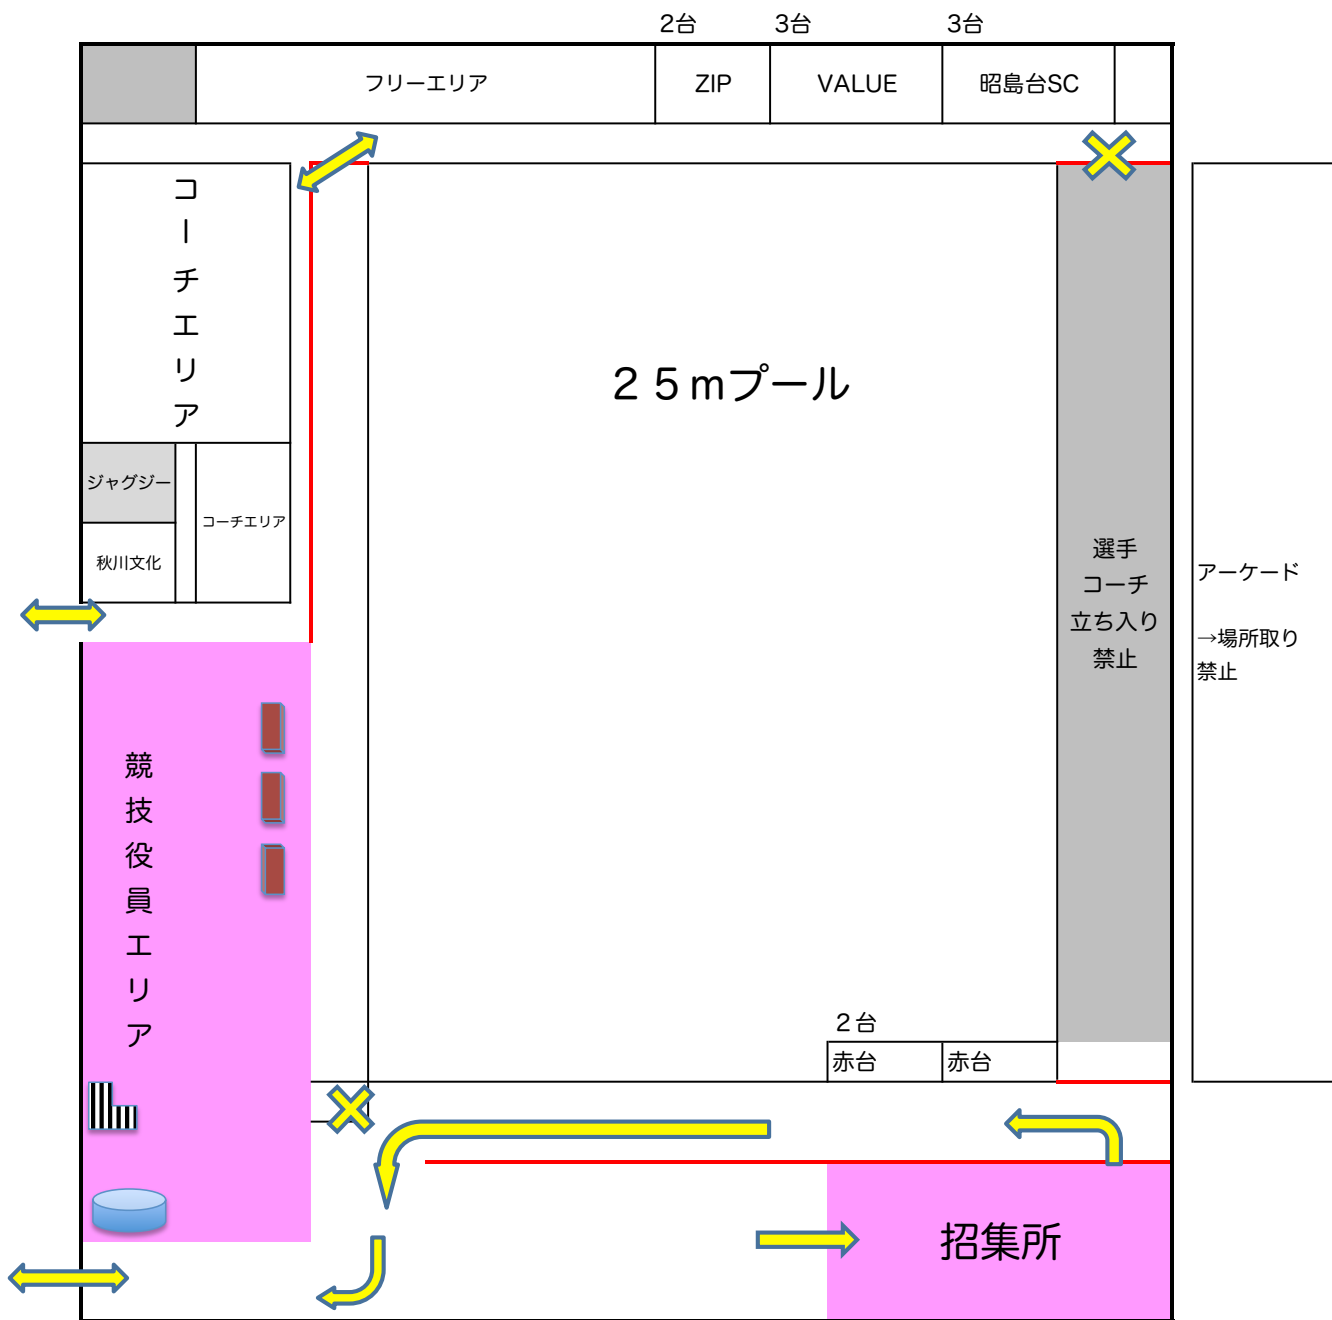 2台
3台
3台
フリーエリア
ZIP
VALUE
昭島台SC
コーチエリア
２５ｍプール
ジャグジー
コーチエリア
秋川文化
選手
コーチ
立ち入り
禁止
アーケード
→場所取り
禁止
競技役員エリア
２台
赤台
赤台
招集所